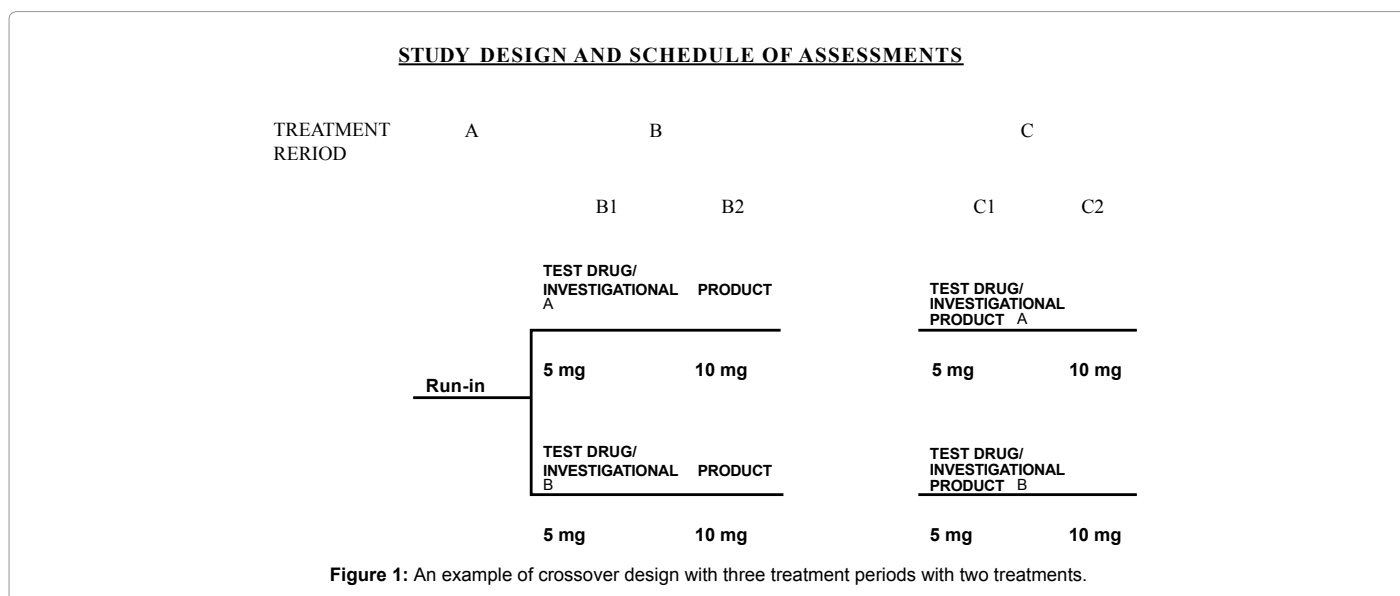 STUDY DESIGN AND SCHEDULE OF ASSESSMENTS
TREATMENT A B C
RERIOD
B1 B2 C1 C2
TEST DRUG/
INVESTIGATIONAL PRODUCT
A
TEST DRUG/
INVESTIGATIONAL
PRODUCT A
5 mg 10 mg 5 mg 10 mg
Run-in
TEST DRUG/
INVESTIGATIONAL PRODUCT
B
TEST DRUG/
INVESTIGATIONAL
PRODUCT B
5 mg 10 mg 5 mg 10 mg
Figure 1: An example of crossover design with three treatment periods with two treatments.